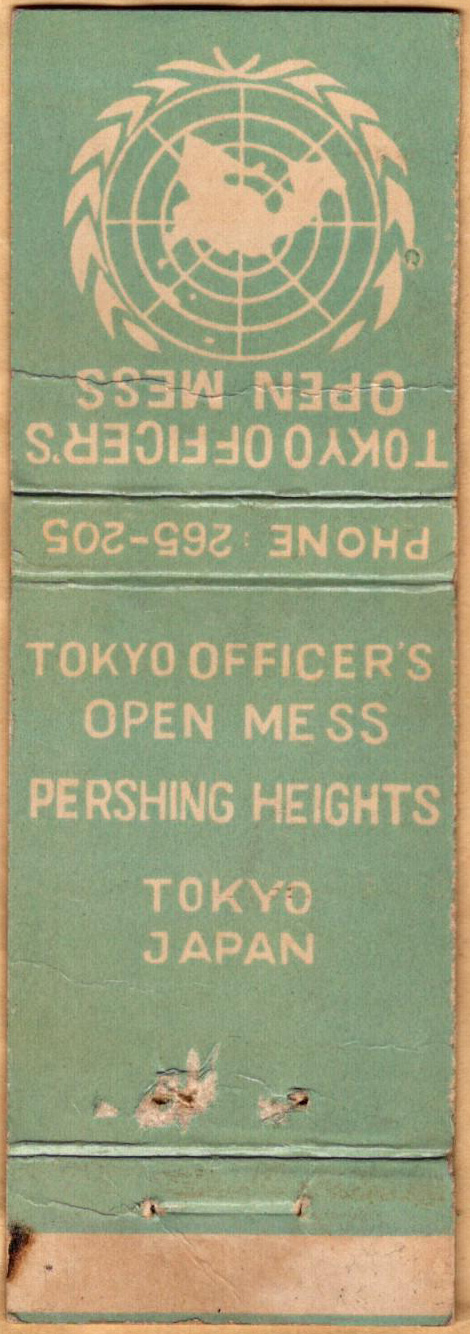 TOKYO OFFICER'S
OPEN MESS
PHONE : 265-205
TOKYO OFFICER'S
OPEN MESS
PERSHING HEIGHTS
TOKYO
JAPAN